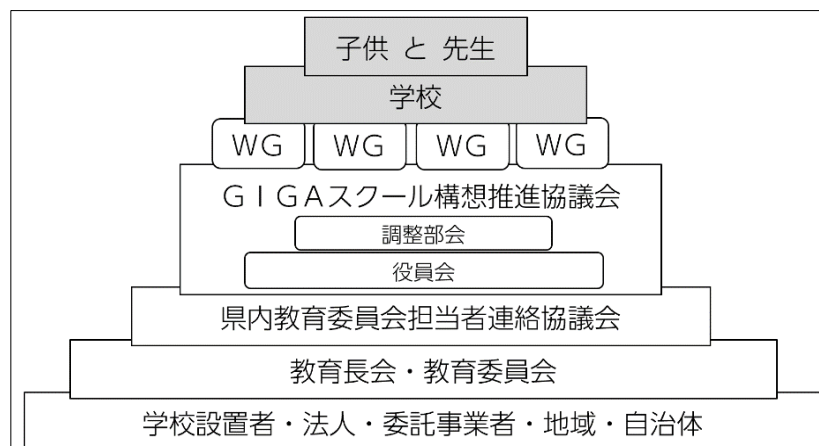 子供 と 先生
学校
ＷＧ ＷＧ ＷＧ ＷＧ
ＧＩＧＡスクール構想推進協議会
調整部会
役員会
県内教育委員会担当者連絡協議会
教育長会・教育委員会
学校設置者・法人・委託事業者・地域・自治体